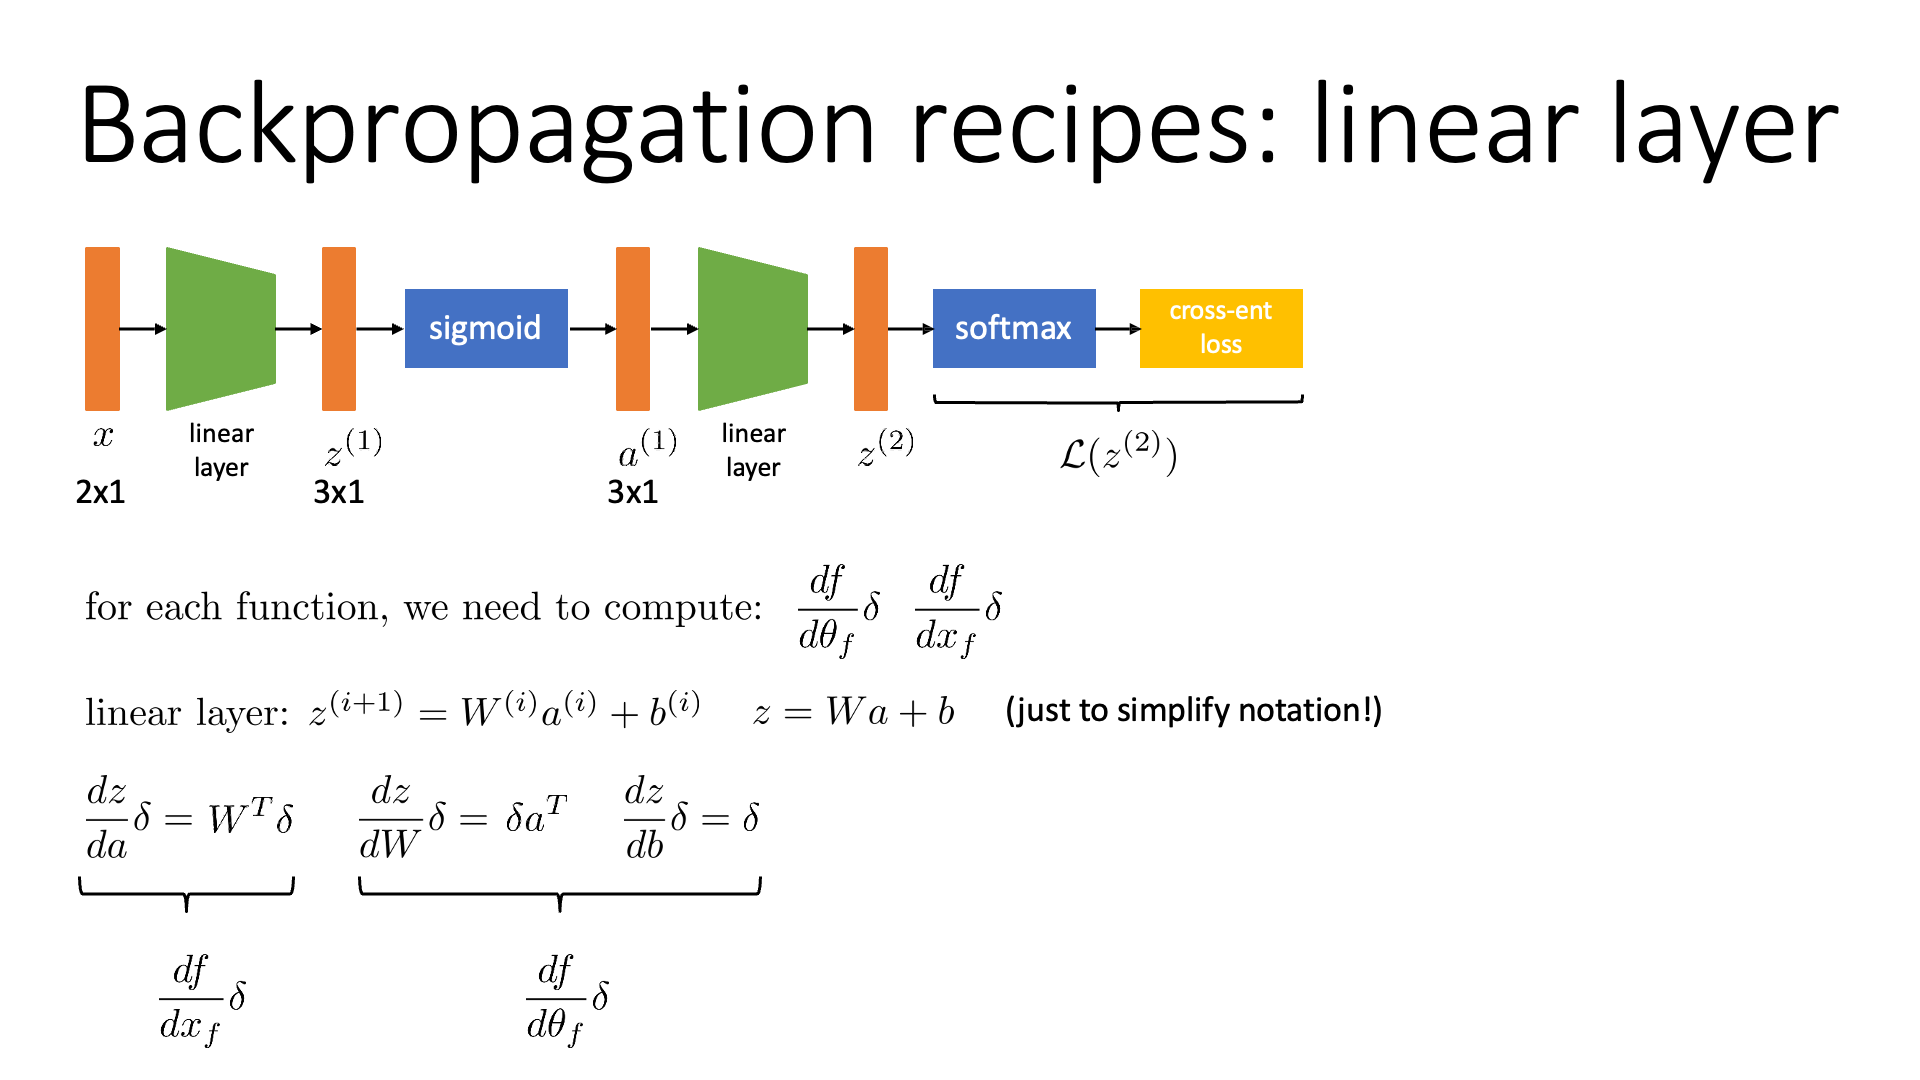 Backpropagation recipes: linear layer
sigmoid
softmax
cross-ent
loss
x
linear
layer
z^{(1)}
a^{(1)}
linear
layer
z^{(2)}
\mathcal{L}(z^{(2)})
2x1
3x1
3x1
for each function, we need to compute: \frac{df}{d\theta_f}\delta \frac{df}{dx_f}\delta
linear layer: z^{(i+1)} = W^{(i)}a^{(i)} + b^{(i)} z = Wa + b (just to simplify notation!)
\frac{dz}{da}\delta = W^T\delta \frac{dz}{dW}\delta = \delta a^T \frac{dz}{db}\delta = \delta
\frac{df}{dx_f}\delta \frac{df}{d\theta_f}\delta